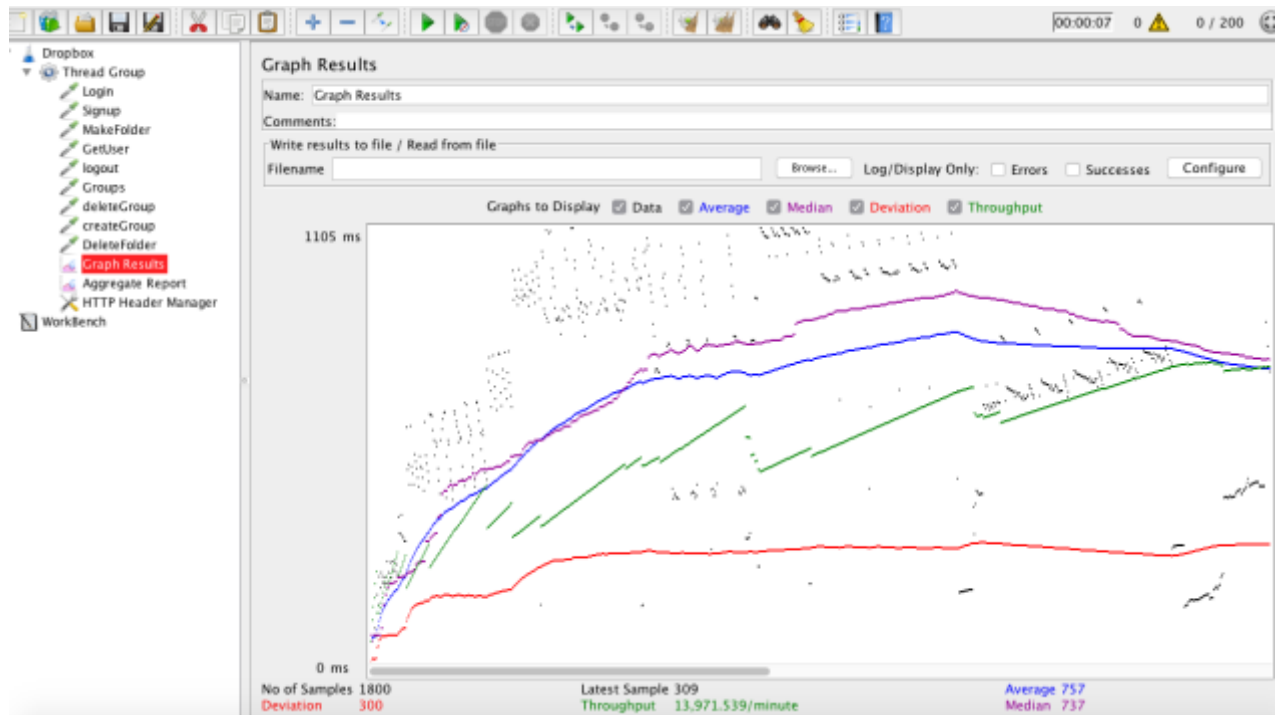 00:00:07 0 0 / 200
Dropbox
Thread Group
Login
Signup
MakeFolder
GetUser
logout
Groups
deleteGroup
createGroup
DeleteFolder
Graph Results
Aggregate Report
HTTP Header Manager
WorkBench
Graph Results
Name: Graph Results
Comments:
Write results to file / Read from file
Filename Browse... Log/Display Only: Errors Successes Configure
Graphs to Display Data Average Median Deviation Throughput
1105 ms
0 ms
No of Samples 1800 Latest Sample 309 Average 757
Deviation 300 Throughput 13,971.539/minute Median 737